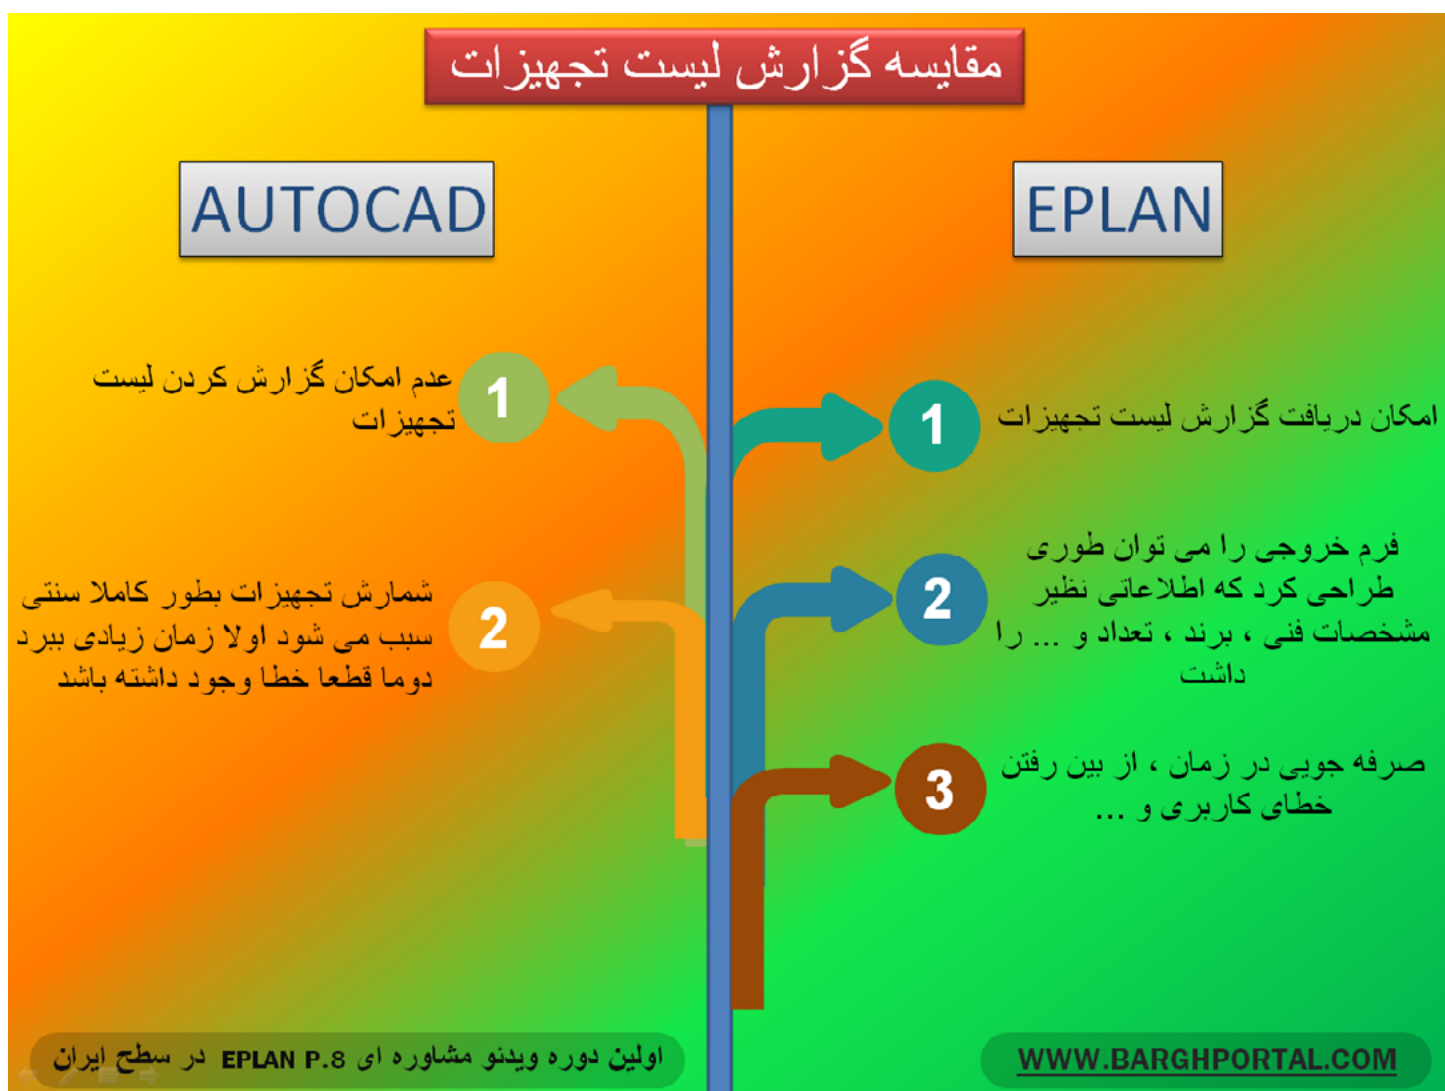 مقایسه گزارش لیست تجهیزات
EPLAN
1
امکان دریافت گزارش لیست تجهیزات
2
فرم خروجی را می توان طوری
طراحی کرد که اطلاعاتی نظیر
مشخصات فنی ، برند ، تعداد و ... را
داشت
3
صرفه جویی در زمان ، از بین رفتن
خطای کاربری و ...
AUTOCAD
1
عدم امکان گزارش کردن لیست
تجهیزات
2
شمارش تجهیزات بطور کاملا سنتی
سبب می شود اولا زمان زیادی ببرد
دوما قطعا خطا وجود داشته باشد
WWW.BARGHPORTAL.COM
اولین دوره ویدئو مشاوره ای EPLAN P.8 در سطح ایران